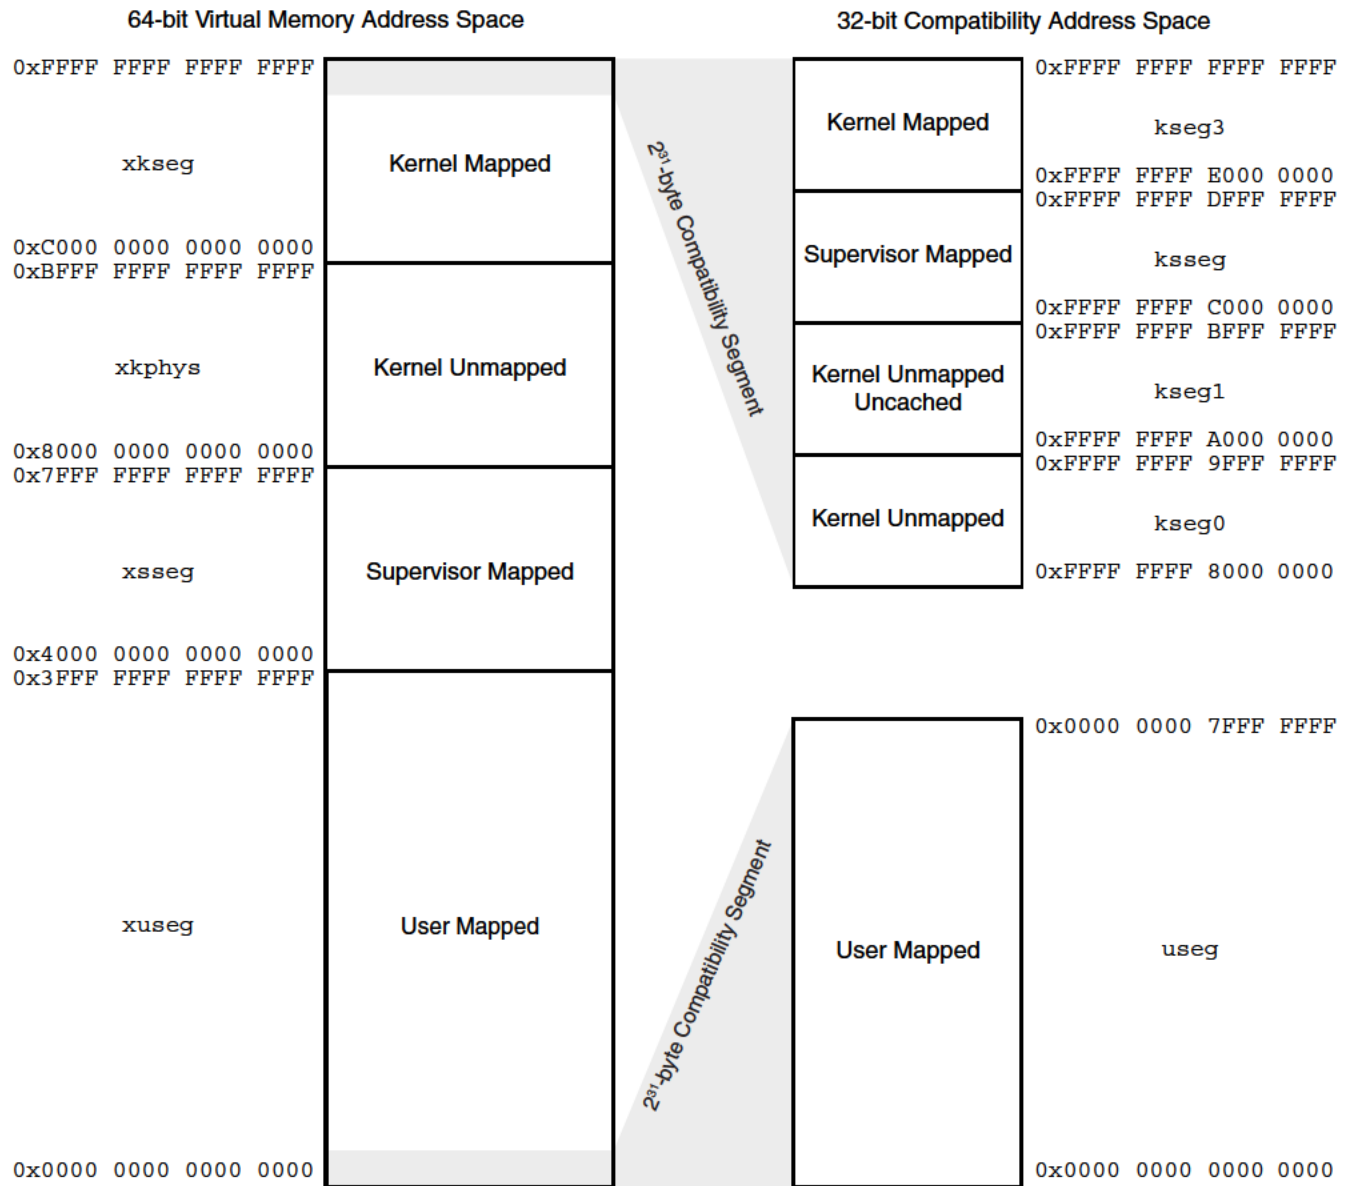 64-bit Virtual Memory Address Space
32-bit Compatibility Address Space
0xFFFF FFFF FFFF FFFF
xkseg
Kernel Mapped
0xC000 0000 0000 0000
0xBFFF FFFF FFFF FFFF
xkphys
Kernel Unmapped
0x8000 0000 0000 0000
0x7FFF FFFF FFFF FFFF
xsseg
Supervisor Mapped
0x4000 0000 0000 0000
0x3FFF FFFF FFFF FFFF
xuseg
User Mapped
0x0000 0000 0000 0000
2³¹-byte Compatibility Segment
2³¹-byte Compatibility Segment
0xFFFF FFFF FFFF FFFF
Kernel Mapped
kseg3
0xFFFF FFFF E000 0000
0xFFFF FFFF DFFF FFFF
Supervisor Mapped
ksseg
0xFFFF FFFF C000 0000
0xFFFF FFFF BFFF FFFF
Kernel Unmapped
Uncached
kseg1
0xFFFF FFFF A000 0000
0xFFFF FFFF 9FFF FFFF
Kernel Unmapped
kseg0
0xFFFF FFFF 8000 0000
0x0000 0000 7FFF FFFF
User Mapped
useg
0x0000 0000 0000 0000